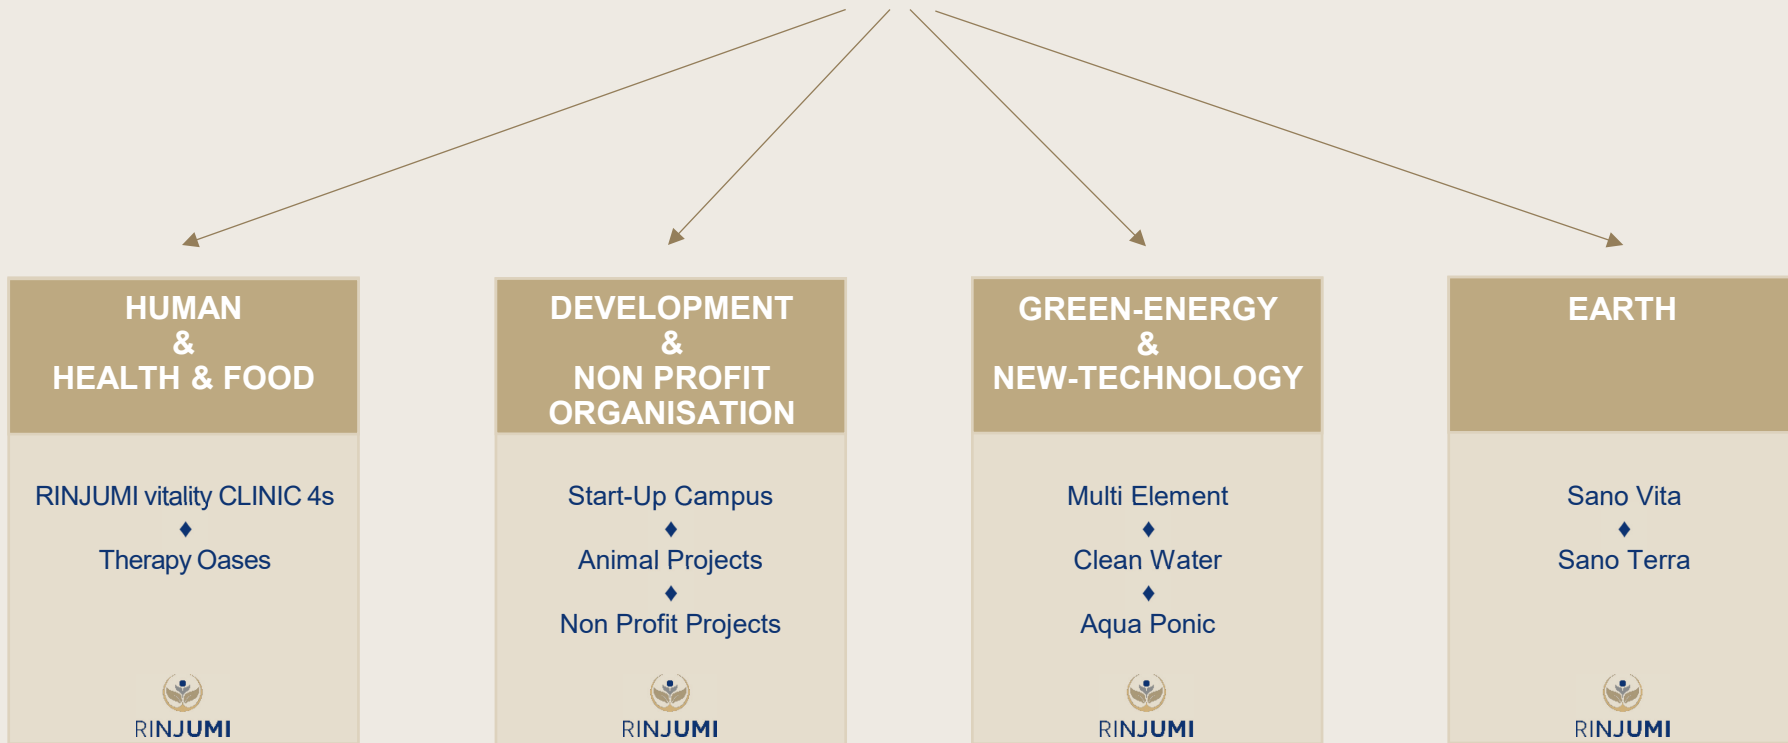 HUMAN
&
HEALTH & FOOD
RINJUMI vitality CLINIC 4s
♦
Therapy Oases
RINJUMI
DEVELOPMENT
&
NON PROFIT
ORGANISATION
Start-Up Campus
♦
Animal Projects
♦
Non Profit Projects
RINJUMI
GREEN-ENERGY
&
NEW-TECHNOLOGY
Multi Element
♦
Clean Water
♦
Aqua Ponic
RINJUMI
EARTH
Sano Vita
♦
Sano Terra
RINJUMI